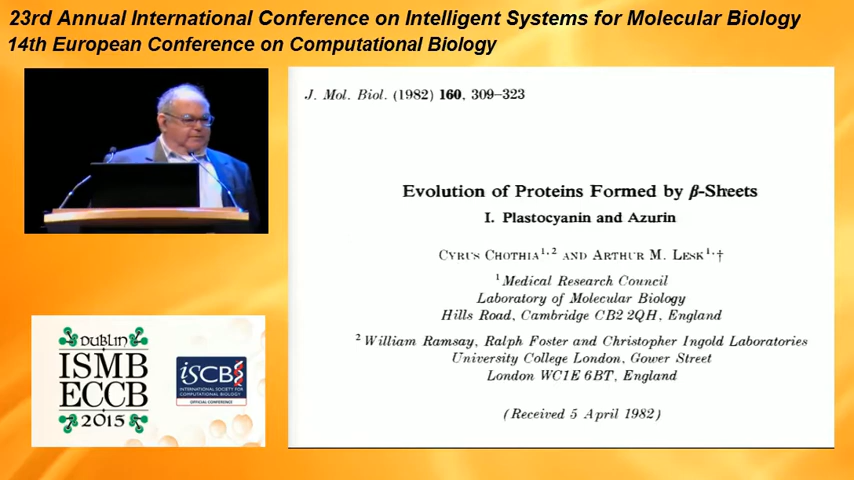 23rd Annual International Conference on Intelligent Systems for Molecular Biology
14th European Conference on Computational Biology
J. Mol. Biol. (1982) 160, 309–323
Evolution of Proteins Formed by β-Sheets
I. Plastocyanin and Azurin
CYRUS CHOTHIA1,2 AND ARTHUR M. LESK1,†
1 Medical Research Council
Laboratory of Molecular Biology
Hills Road, Cambridge CB2 2QH, England
2 William Ramsay, Ralph Foster and Christopher Ingold Laboratories
University College London, Gower Street
London WC1E 6BT, England
(Received 5 April 1982)
DUBLIN
ISMB
ECCB
2015
iSCB
INTERNATIONAL SOCIETY FOR
COMPUTATIONAL BIOLOGY
OFFICIAL CONFERENCE